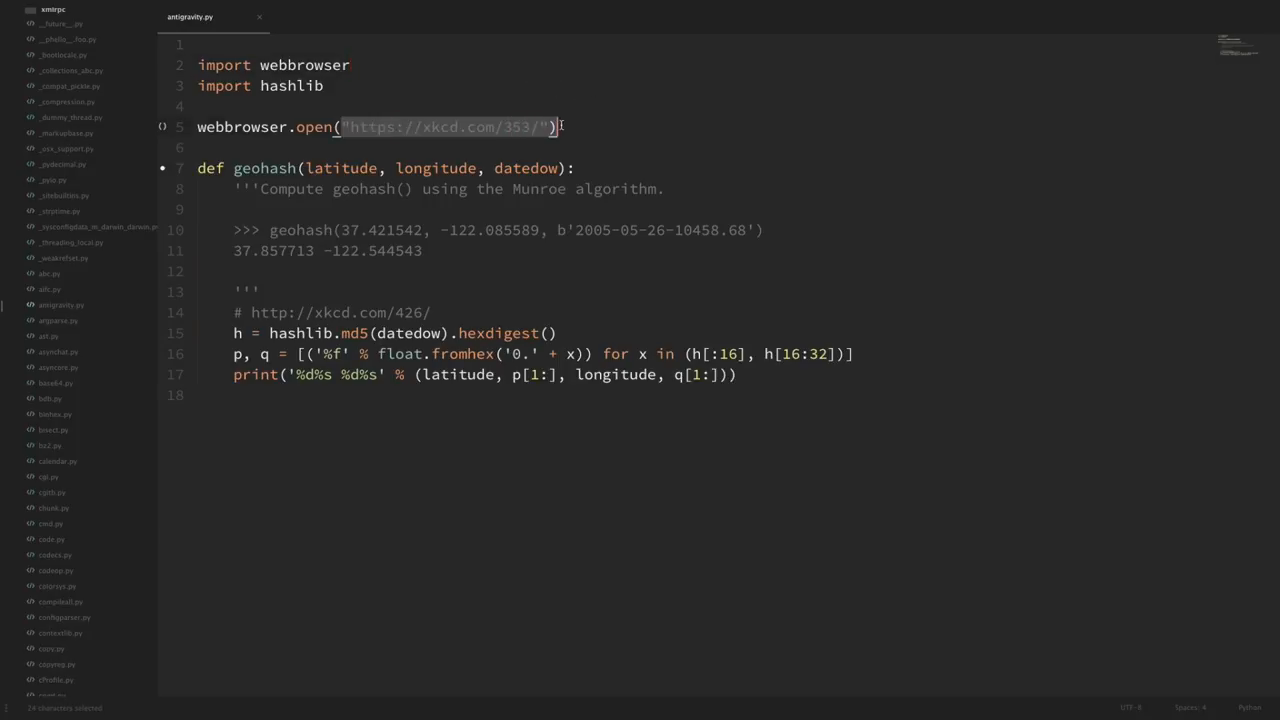 xmlrpc
__future__.py
__phello__.foo.py
_bootlocale.py
_collections_abc.py
_compat_pickle.py
_compression.py
_dummy_thread.py
_markupbase.py
_osx_support.py
_pydecimal.py
_pyio.py
_sitebuiltins.py
_strptime.py
_sysconfigdata_m_darwin_darwin.py
_threading_local.py
_weakrefset.py
abc.py
aifc.py
antigravity.py
argparse.py
ast.py
asynchat.py
asyncore.py
base64.py
bdb.py
binhex.py
bisect.py
bz2.py
calendar.py
cgi.py
cgitb.py
chunk.py
cmd.py
code.py
codecs.py
codeop.py
colorsys.py
compileall.py
configparser.py
contextlib.py
copy.py
copyreg.py
cProfile.py
antigravity.py
1
2 import webbrowser
3 import hashlib
4
5 webbrowser.open("https://xkcd.com/353/")
6
7 def geohash(latitude, longitude, datedow):
8 '''Compute geohash() using the Munroe algorithm.
9
10 >>> geohash(37.421542, -122.085589, b'2005-05-26-10458.68')
11 37.857713 -122.544543
12
13 '''
14 # http://xkcd.com/426/
15 h = hashlib.md5(datedow).hexdigest()
16 p, q = [('%f' % float.fromhex('0.' + x)) for x in (h[:16], h[16:32])]
17 print('%d%s %d%s' % (latitude, p[1:], longitude, q[1:]))
18
24 characters selected
UTF-8
Spaces: 4
Python